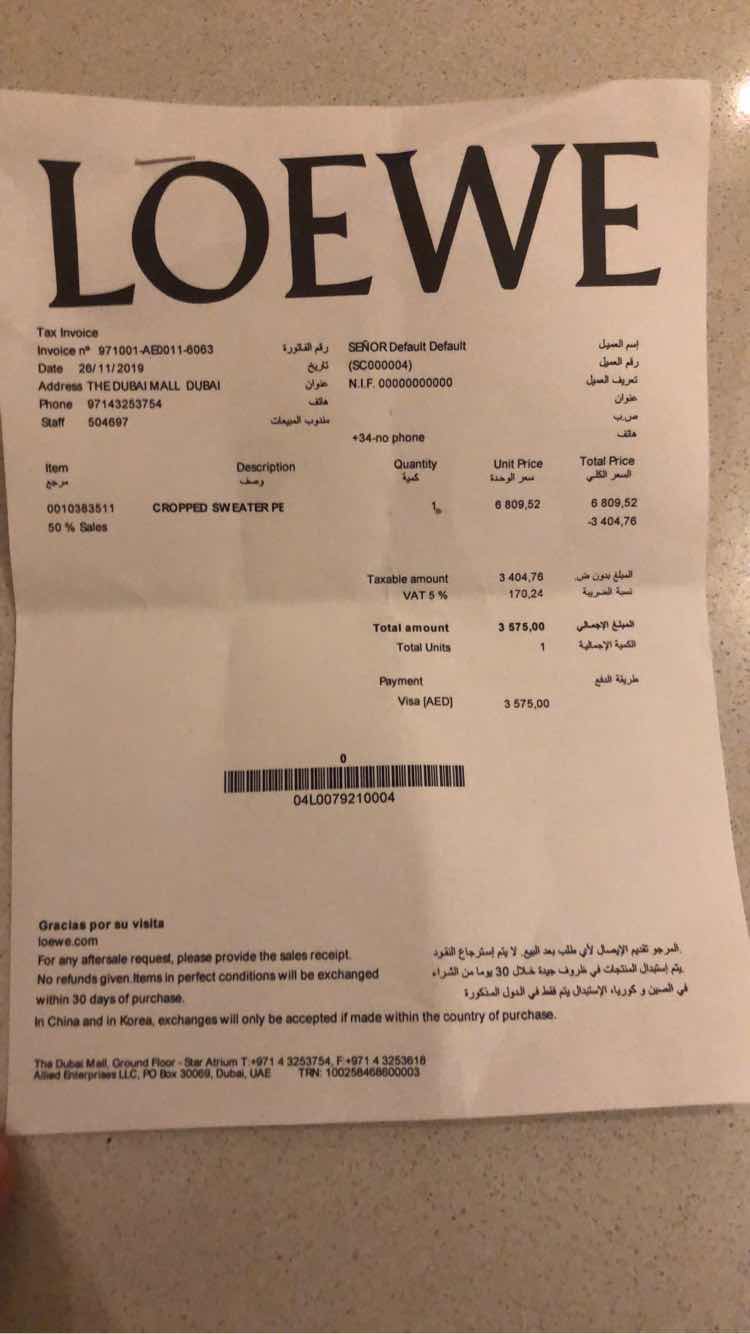 LOEWE
Tax Invoice
Invoice nº 971001-AE0011-6063 رقم الفاتورة SEÑOR Default Default إسم العميل
Date 26/11/2019 تاريخ (SC000004) رقم العميل
Address THE DUBAI MALL DUBAI عنوان N.I.F. 00000000000 تعريف العميل
Phone 97143253754 هاتف عنوان
Staff 504697 مندوب المبيعات ص.ب
+34-no phone هاتف
Item Description Quantity Unit Price Total Price
مرجع وصف كمية سعر الوحدة السعر الكلي
0010383511 CROPPED SWEATER PE 1 6 809,52 6 809,52
50 % Sales -3 404,76
Taxable amount 3 404,76 المبلغ بدون ض.
VAT 5 % 170,24 نسبة الضريبة
Total amount 3 575,00 المبلغ الإجمالي
Total Units 1 الكمية الإجمالية
Payment طريقة الدفع
Visa [AED] 3 575,00
0
04L0079210004
Gracias por su visita
loewe.com
For any aftersale request, please provide the sales receipt. المرجو تقديم الإيصال لأي طلب بعد البيع. لا يتم إسترجاع النقود.
No refunds given.Items in perfect conditions will be exchanged يتم إستبدال المنتجات في ظروف جيدة خلال 30 يوما من الشراء.
within 30 days of purchase. في الصين و كورياء الإستبدال يتم فقط في الدول المذكورة
In China and in Korea, exchanges will only be accepted if made within the country of purchase.
The Dubai Mall, Ground Floor - Star Atrium T:+971 4 3253754, F:+971 4 3253618
Allied Enterprises LLC, PO Box 30069, Dubai, UAE TRN: 100258468600003